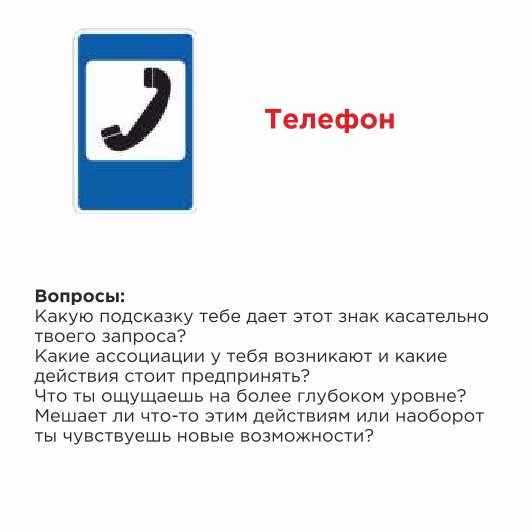 Телефон
Вопросы:
Какую подсказку тебе дает этот знак касательно
твоего запроса?
Какие ассоциации у тебя возникают и какие
действия стоит предпринять?
Что ты ощущаешь на более глубоком уровне?
Мешает ли что-то этим действиям или наоборот
ты чувствуешь новые возможности?